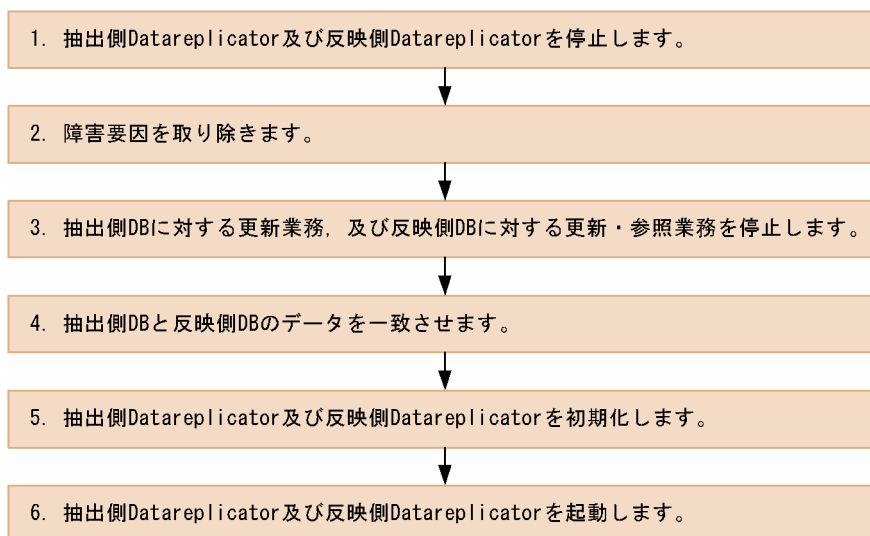 1. 抽出側Datareplicator及び反映側Datareplicatorを停止します。
2. 障害要因を取り除きます。
3. 抽出側DBに対する更新業務，及び反映側DBに対する更新・参照業務を停止します。
4. 抽出側DBと反映側DBのデータを一致させます。
5. 抽出側Datareplicator及び反映側Datareplicatorを初期化します。
6. 抽出側Datareplicator及び反映側Datareplicatorを起動します。